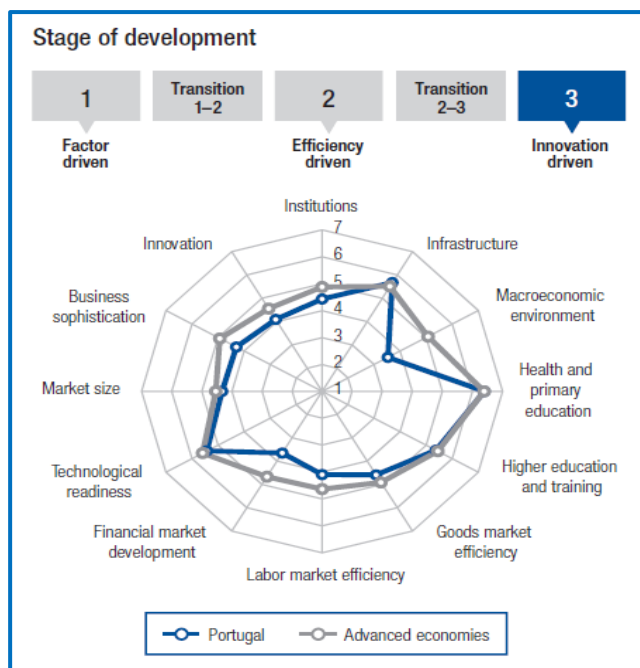 Stage of development
1
Transition
1–2
2
Transition
2–3
3
Factor
driven
Efficiency
driven
Innovation
driven
Institutions
7
6
5
4
3
2
1
Infrastructure
Macroeconomic
environment
Health and
primary
education
Higher education
and training
Goods market
efficiency
Labor market efficiency
Financial market
development
Technological
readiness
Market size
Business
sophistication
Innovation
Portugal
Advanced economies